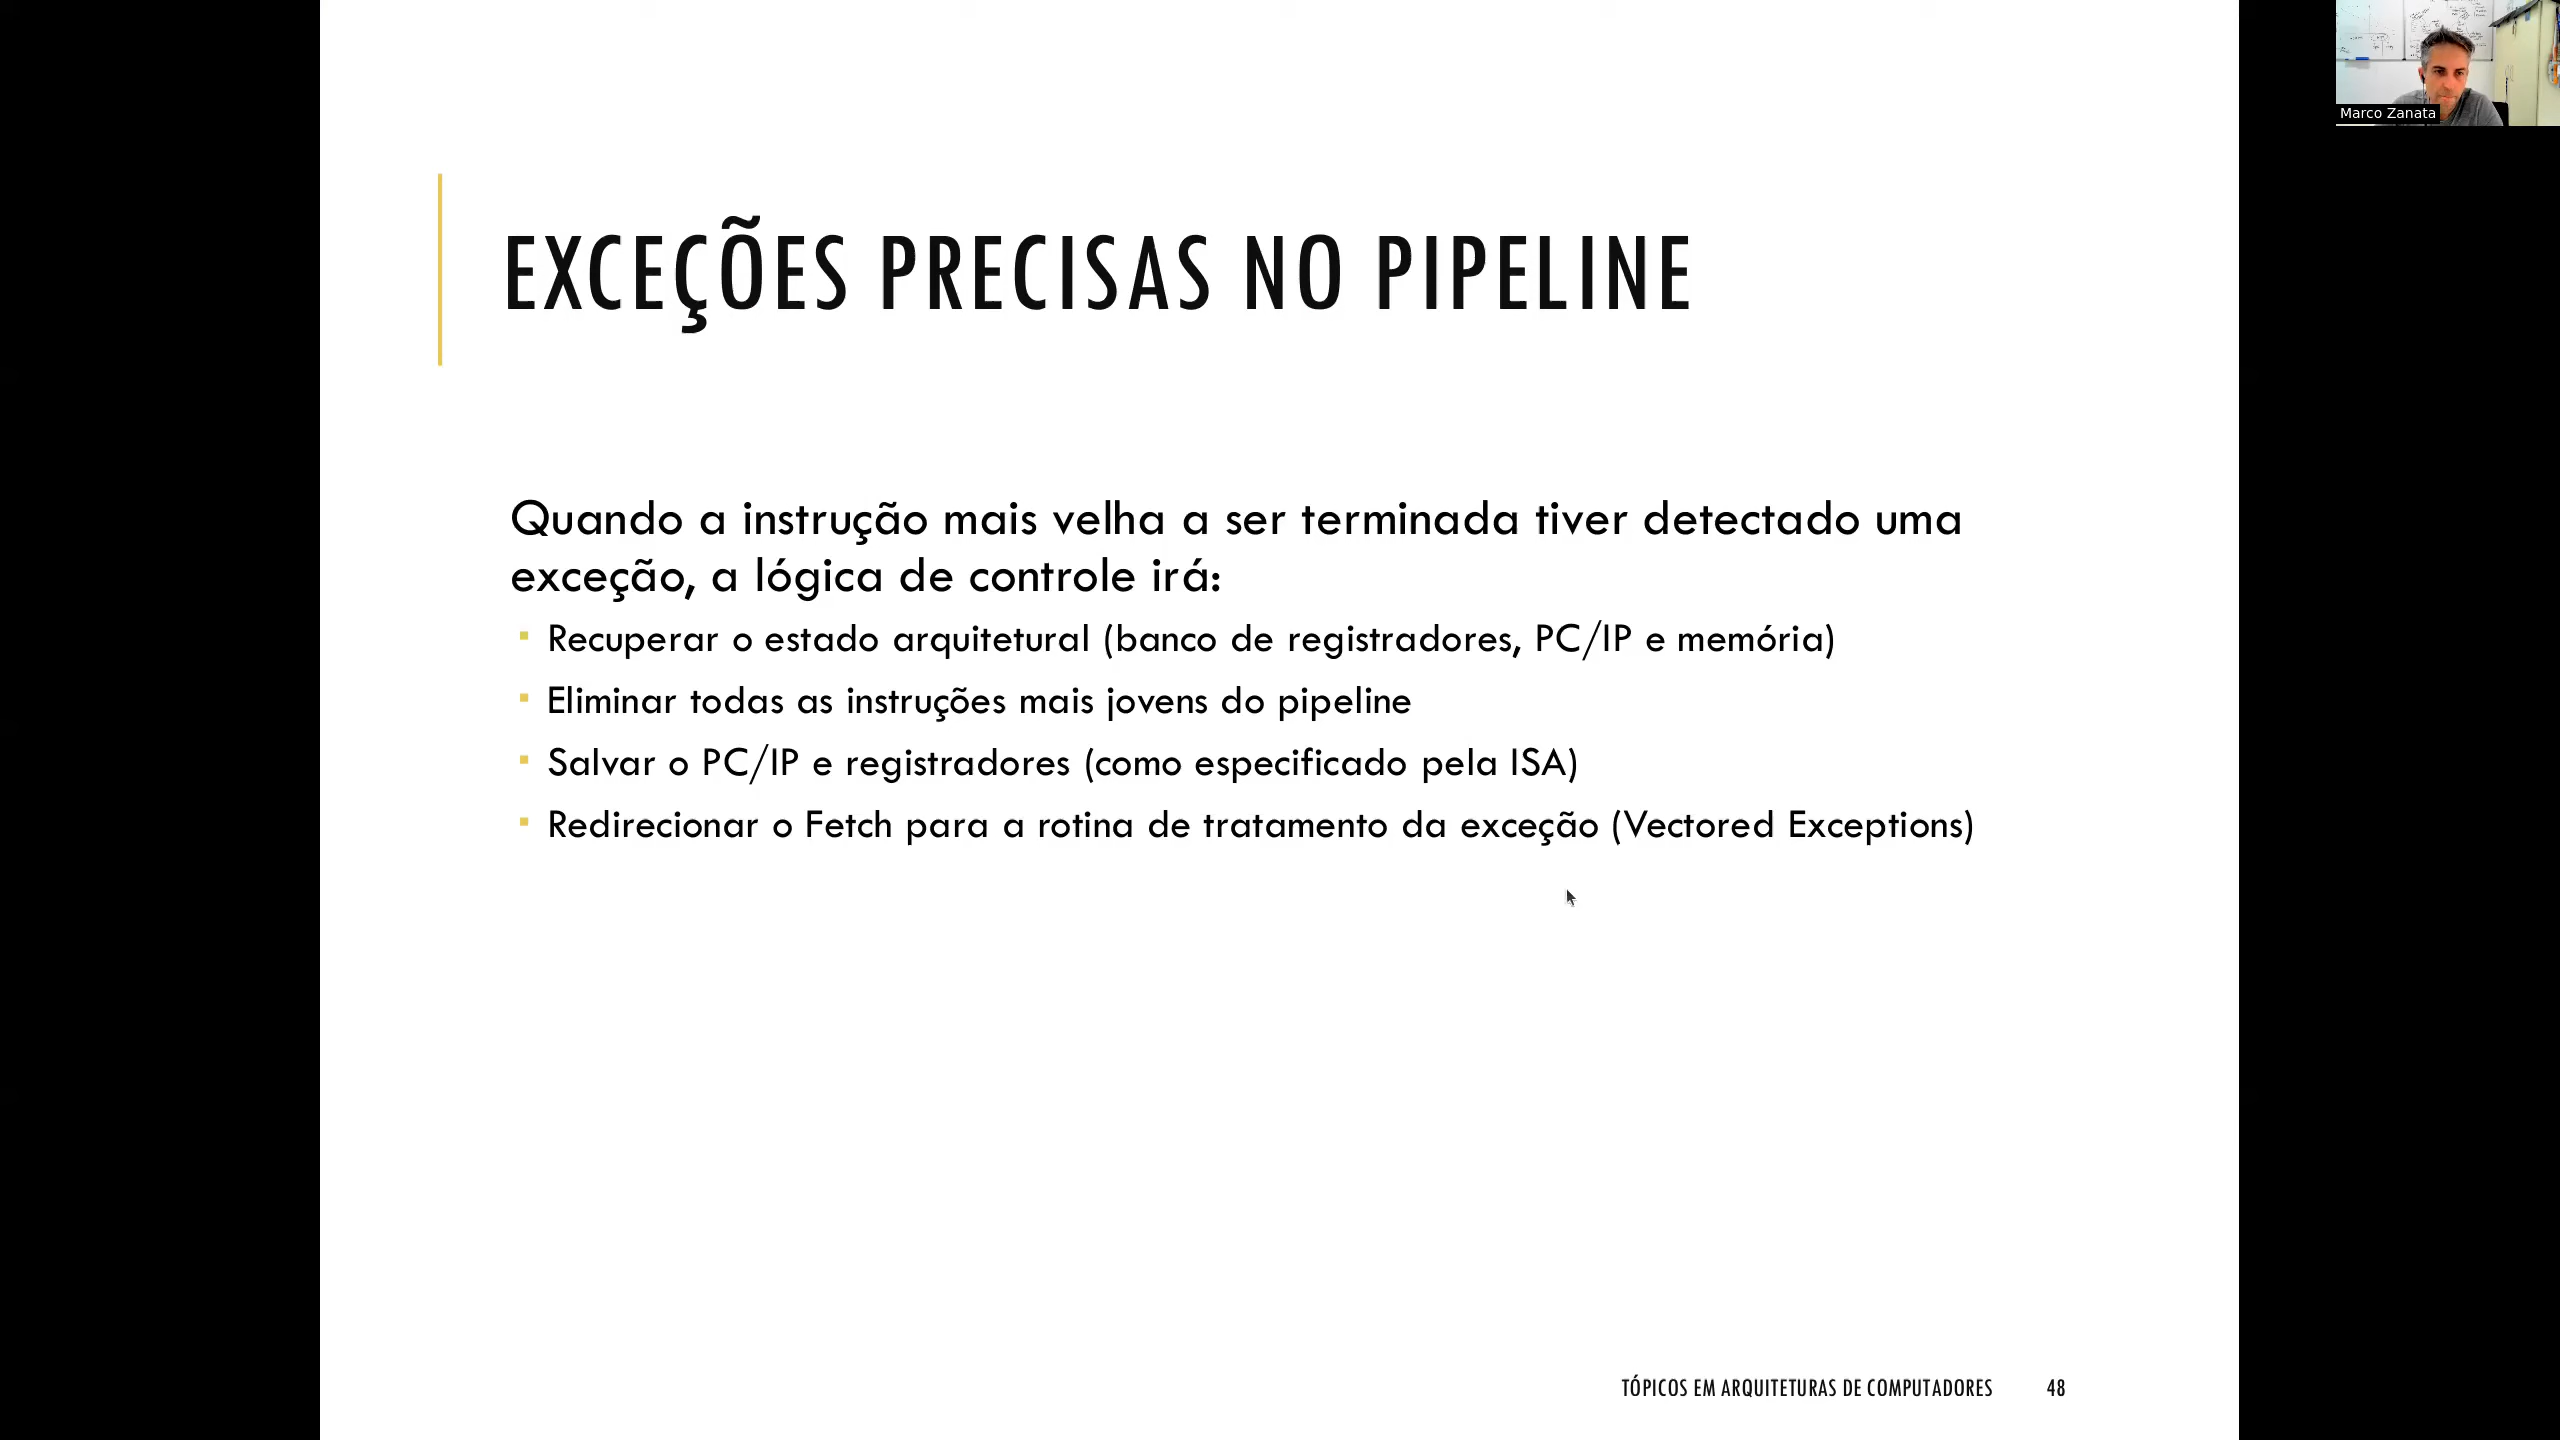 Marco Zanata
EXCEÇÕES PRECISAS NO PIPELINE
Quando a instrução mais velha a ser terminada tiver detectado uma
exceção, a lógica de controle irá:
Recuperar o estado arquitetural (banco de registradores, PC/IP e memória)
Eliminar todas as instruções mais jovens do pipeline
Salvar o PC/IP e registradores (como especificado pela ISA)
Redirecionar o Fetch para a rotina de tratamento da exceção (Vectored Exceptions)
TÓPICOS EM ARQUITETURAS DE COMPUTADORES 48